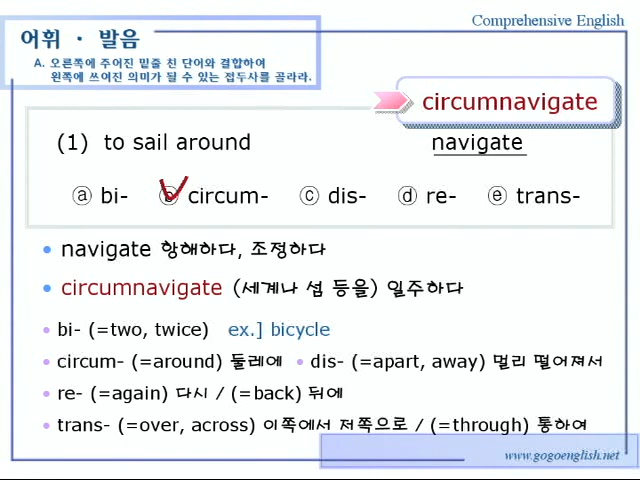 Comprehensive English
어휘 · 발음
A. 오른쪽에 주어진 밑줄 친 단어와 결합하여
왼쪽에 쓰여진 의미가 될 수 있는 접두사를 골라라.
circumnavigate
(1) to sail around navigate
ⓐ bi- ⓑ circum- ⓒ dis- ⓓ re- ⓔ trans-
• navigate 항해하다, 조정하다
• circumnavigate (세계나 섬 등을) 일주하다
• bi- (=two, twice) ex.] bicycle
• circum- (=around) 둘레에 • dis- (=apart, away) 멀리 떨어져서
• re- (=again) 다시 / (=back) 뒤에
• trans- (=over, across) 이쪽에서 저쪽으로 / (=through) 통하여
www.gogoenglish.net